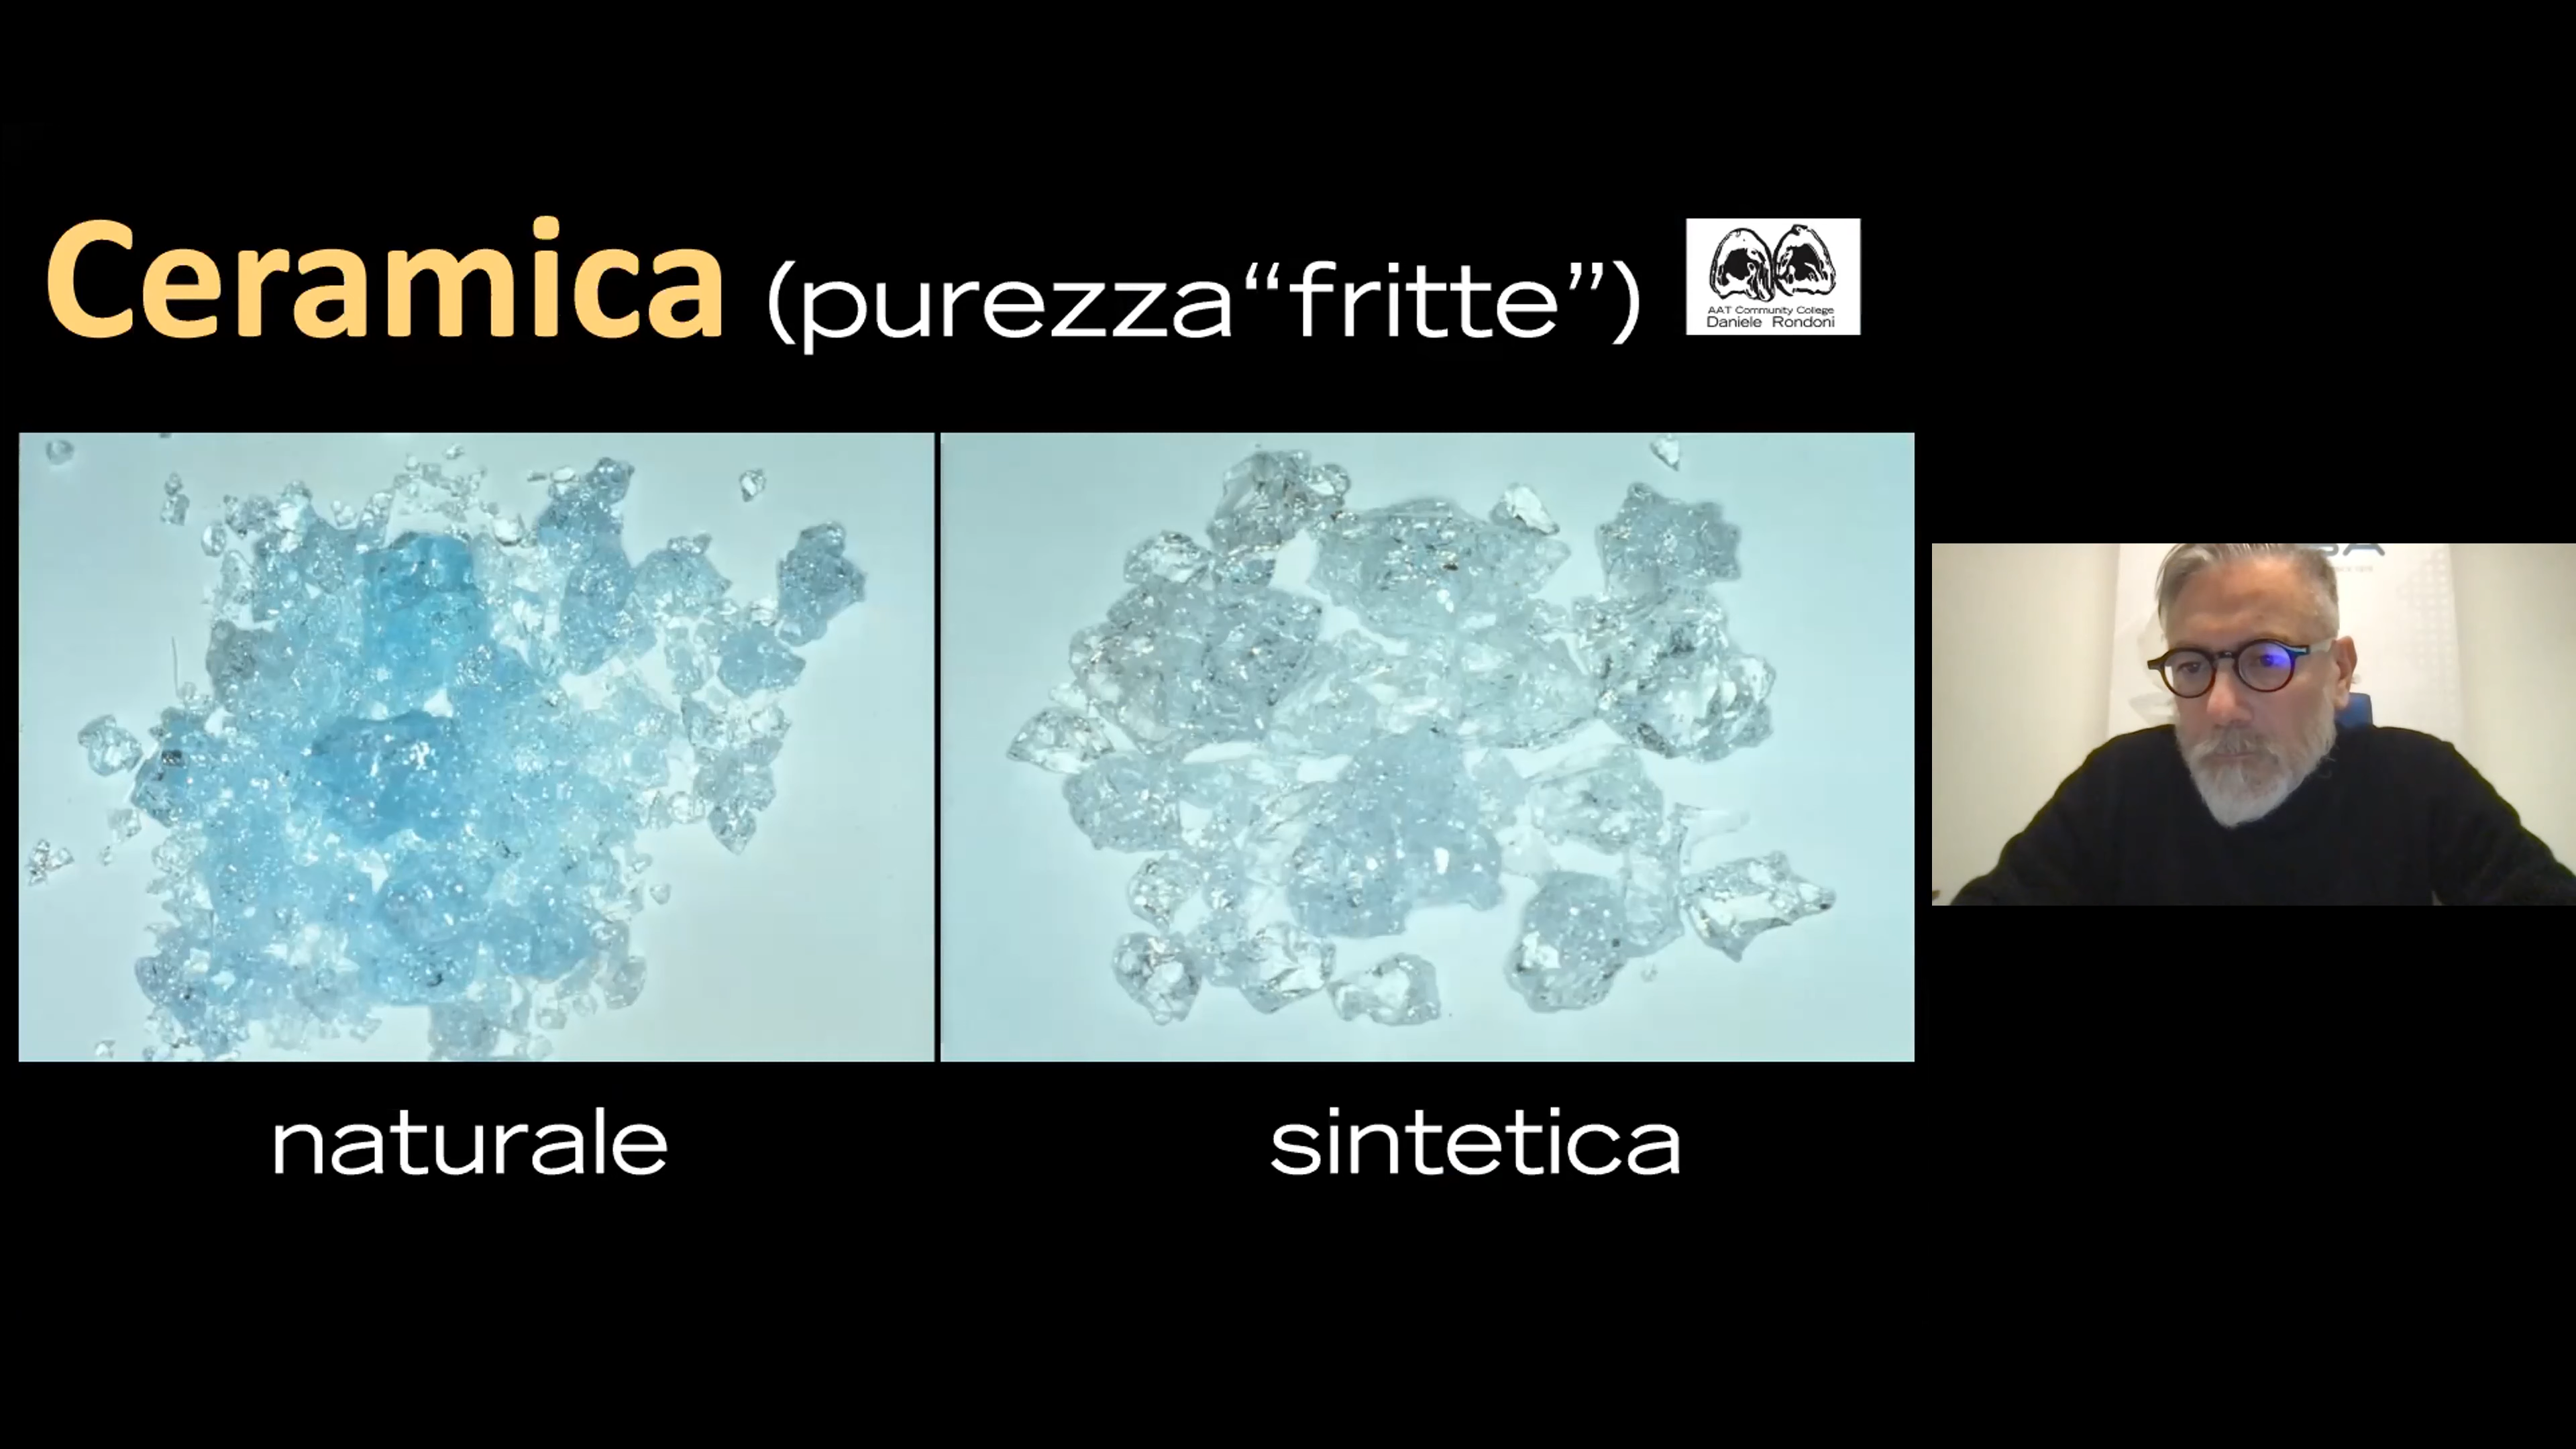 Ceramica (purezza“fritte”)
AAT Community College
Daniele Rondoni
naturale
sintetica